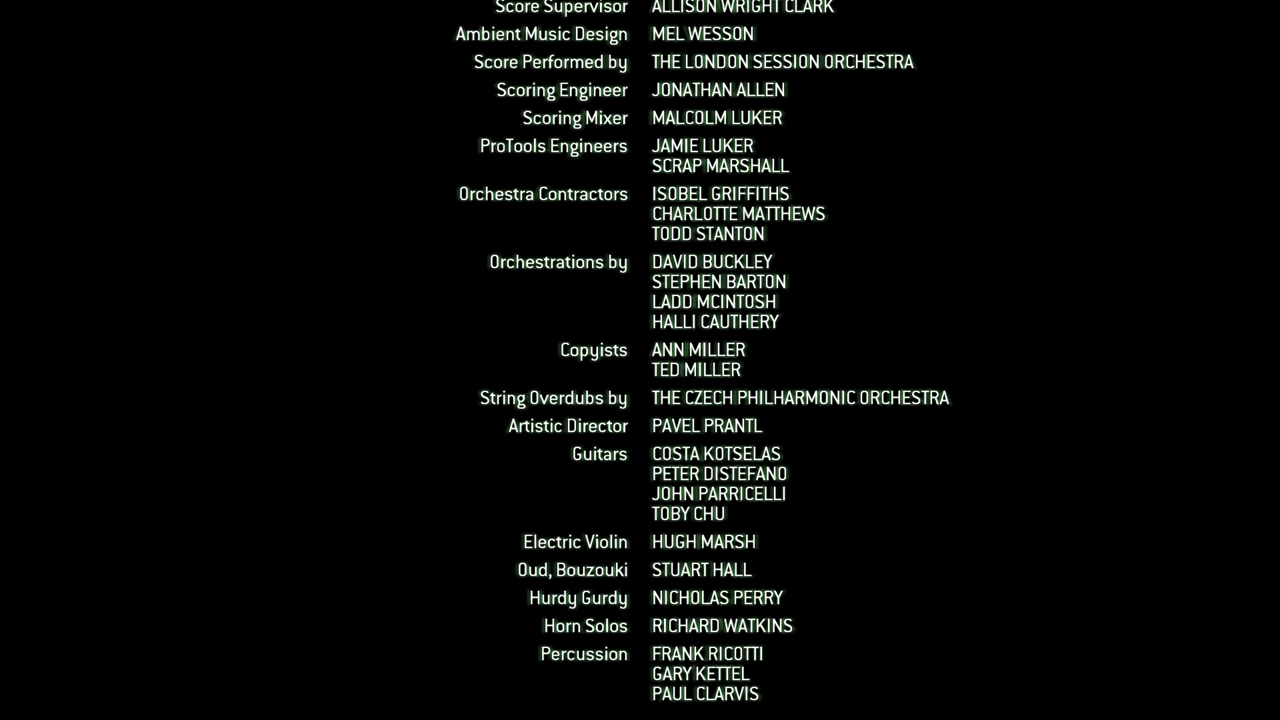 Score Supervisor ALLISON WRIGHT CLARK
Ambient Music Design MEL WESSON
Score Performed by THE LONDON SESSION ORCHESTRA
Scoring Engineer JONATHAN ALLEN
Scoring Mixer MALCOLM LUKER
ProTools Engineers JAMIE LUKER
SCRAP MARSHALL
Orchestra Contractors ISOBEL GRIFFITHS
CHARLOTTE MATTHEWS
TODD STANTON
Orchestrations by DAVID BUCKLEY
STEPHEN BARTON
LADD MCINTOSH
HALLI CAUTHERY
Copyists ANN MILLER
TED MILLER
String Overdubs by THE CZECH PHILHARMONIC ORCHESTRA
Artistic Director PAVEL PRANTL
Guitars COSTA KOTSELAS
PETER DISTEFANO
JOHN PARRICELLI
TOBY CHU
Electric Violin HUGH MARSH
Oud, Bouzouki STUART HALL
Hurdy Gurdy NICHOLAS PERRY
Horn Solos RICHARD WATKINS
Percussion FRANK RICOTTI
GARY KETTEL
PAUL CLARVIS